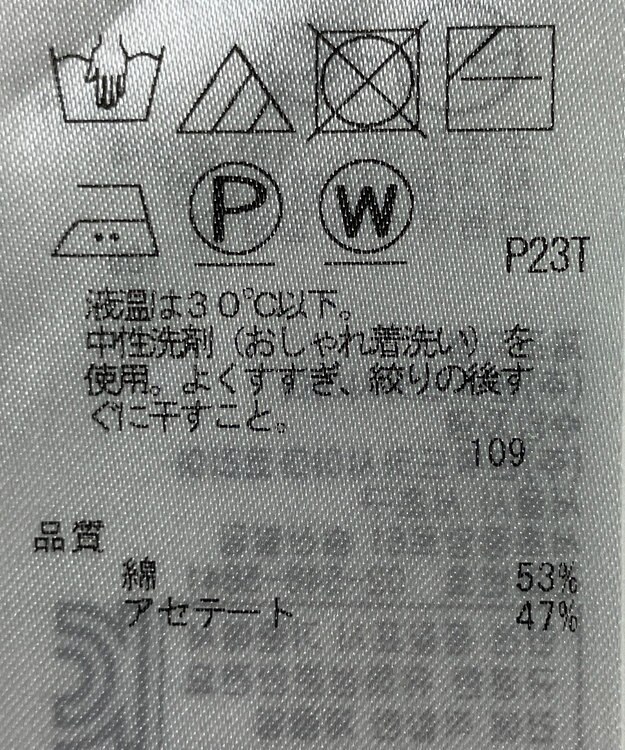 P W
P23T
液温は30℃以下。
中性洗剤（おしゃれ着洗い）を
使用。よくすすぎ、絞りの後す
ぐに干すこと。
109
品質
綿 53%
アセテート 47%